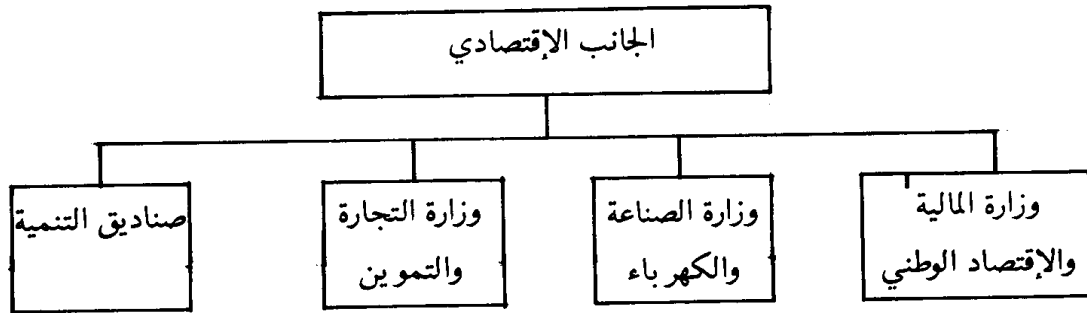 الجانب الإقتصادي
وزارة المالية
والإقتصاد الوطني
وزارة الصناعة
والكهرباء
وزارة التجارة
والتموين
صناديق التنمية